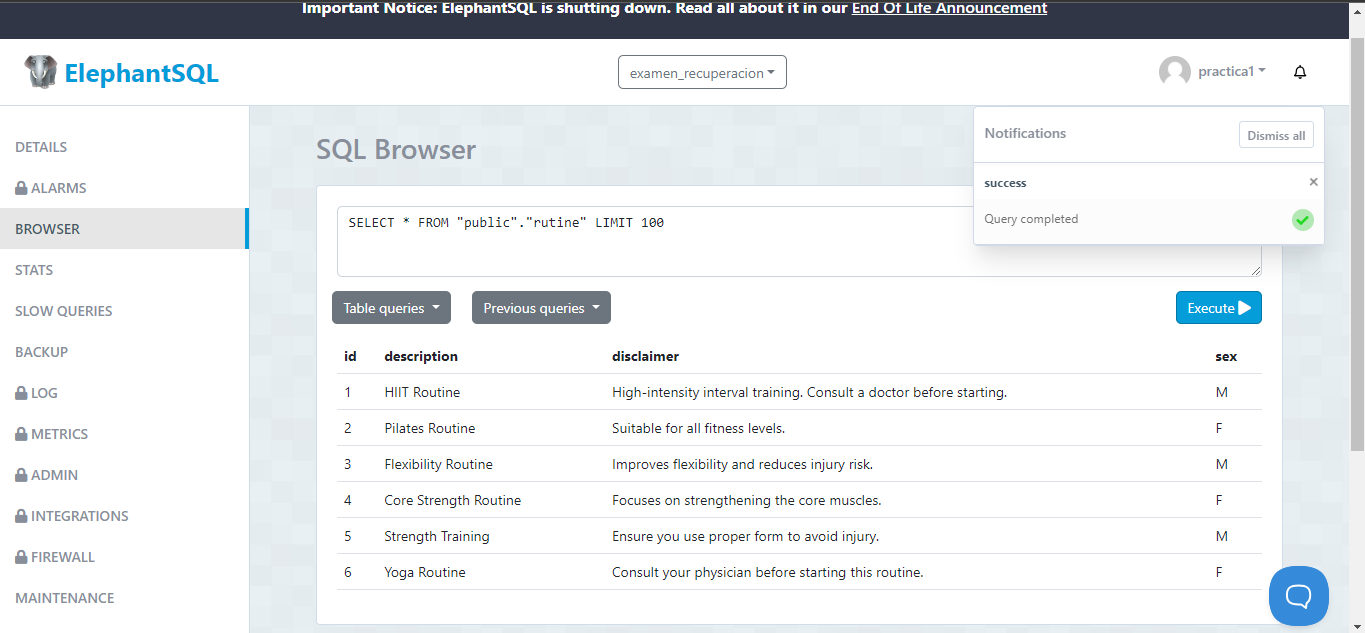 Important Notice: ElephantSQL is shutting down. Read all about it in our End Of Life Announcement
ElephantSQL
examen_recuperacion
practica1
DETAILS
ALARMS
BROWSER
STATS
SLOW QUERIES
BACKUP
LOG
METRICS
ADMIN
INTEGRATIONS
FIREWALL
MAINTENANCE
SQL Browser
Notifications
Dismiss all
success
×
Query completed
SELECT * FROM "public"."rutine" LIMIT 100
Table queries
Previous queries
Execute
id description disclaimer sex
1 HIIT Routine High-intensity interval training. Consult a doctor before starting. M
2 Pilates Routine Suitable for all fitness levels. F
3 Flexibility Routine Improves flexibility and reduces injury risk. M
4 Core Strength Routine Focuses on strengthening the core muscles. F
5 Strength Training Ensure you use proper form to avoid injury. M
6 Yoga Routine Consult your physician before starting this routine. F